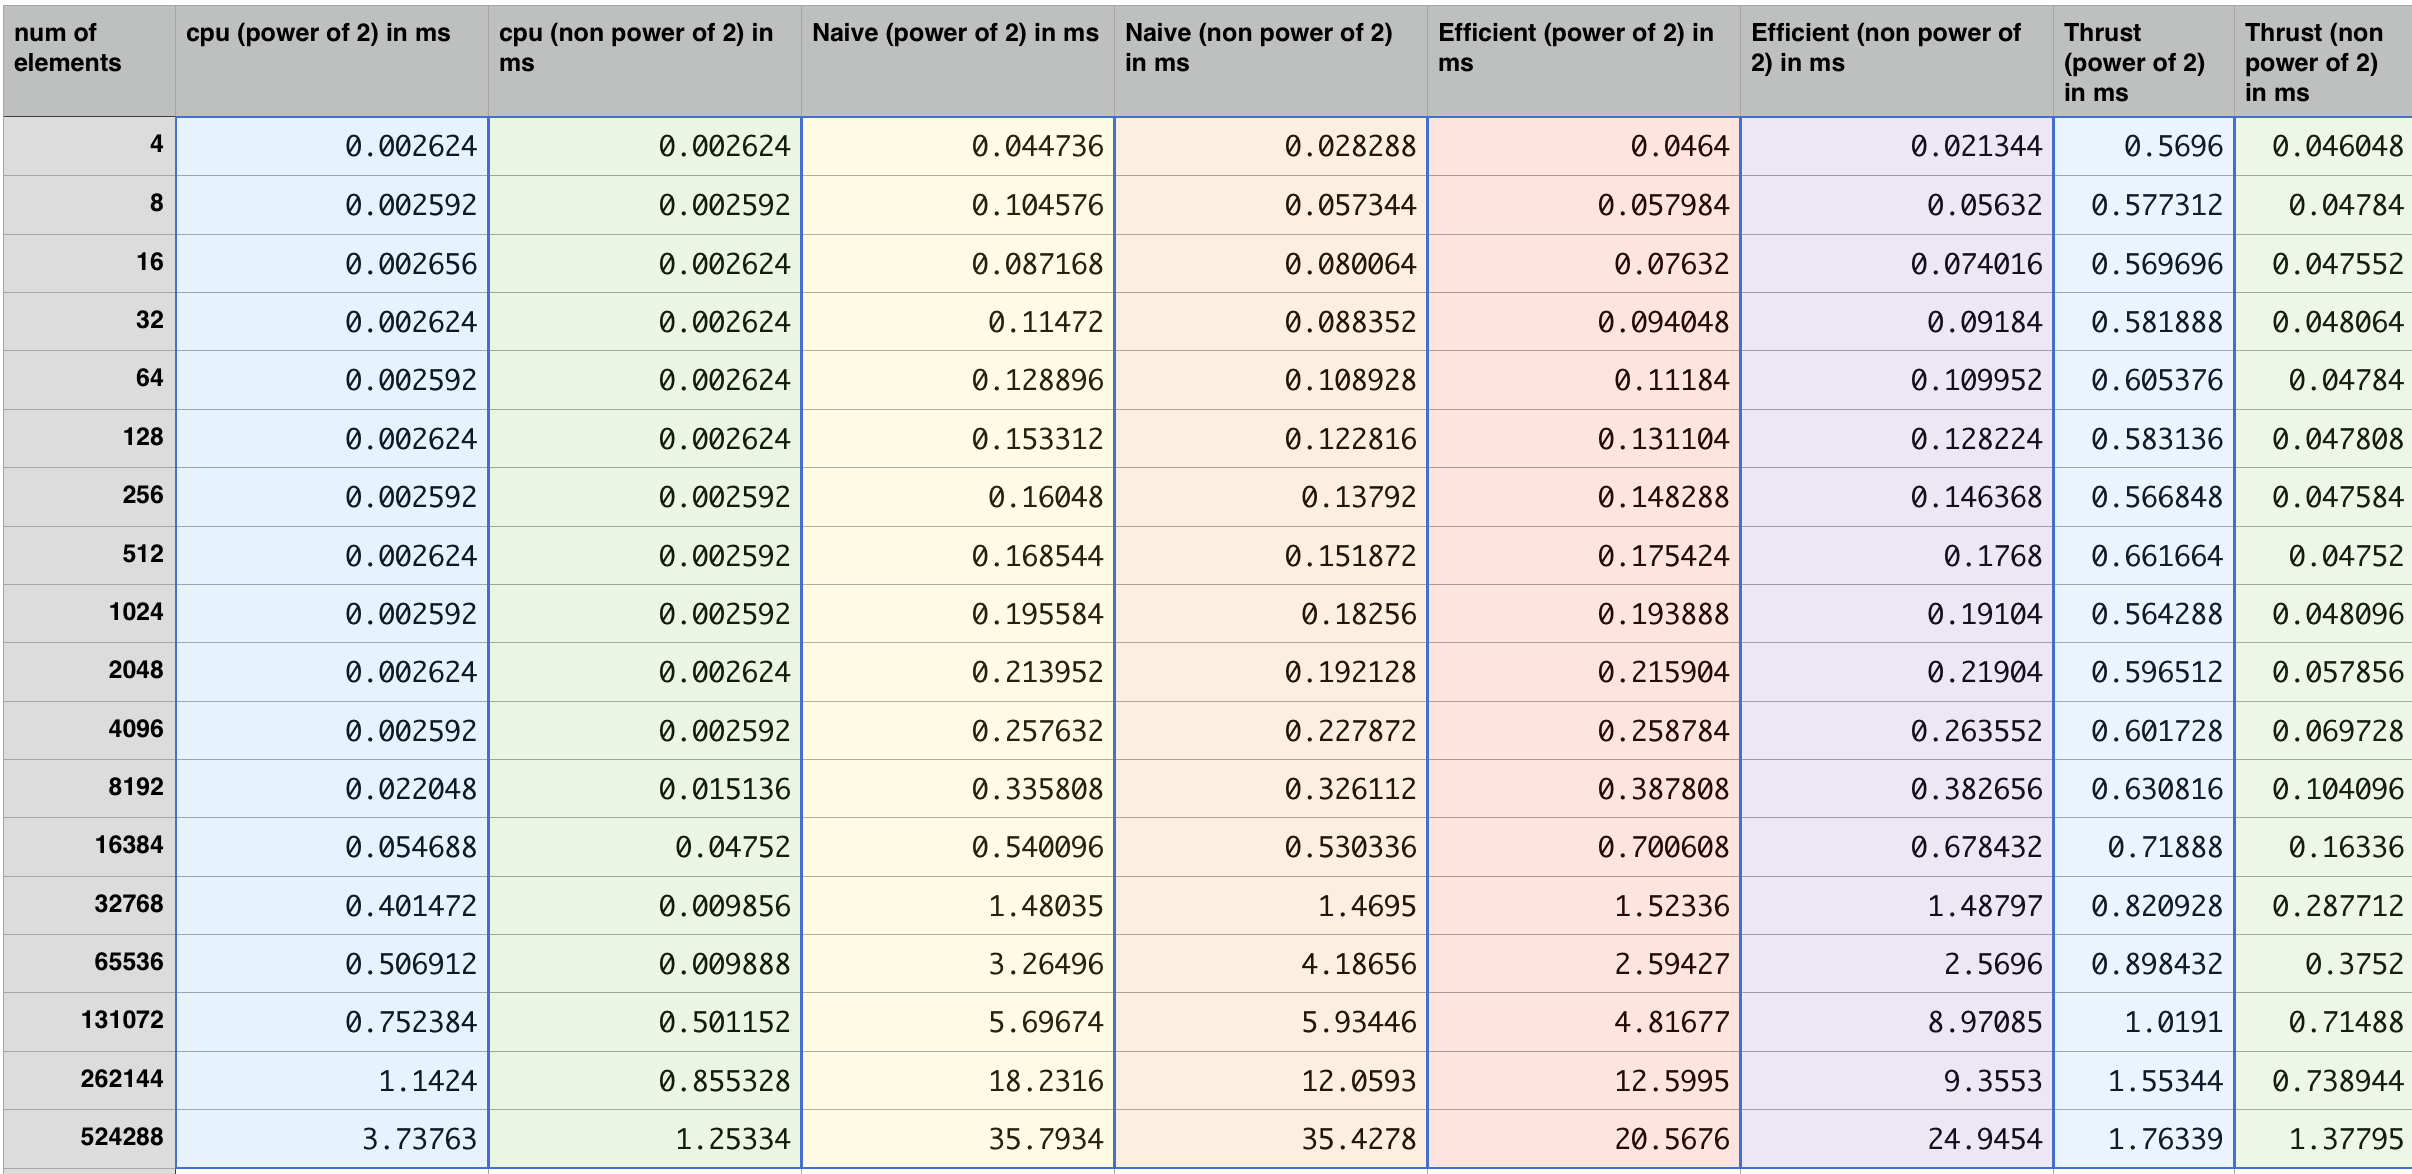 num of elements | cpu (power of 2) in ms | cpu (non power of 2) in ms | Naive (power of 2) in ms | Naive (non power of 2) in ms | Efficient (power of 2) in ms | Efficient (non power of 2) in ms | Thrust (power of 2) in ms | Thrust (non power of 2) in ms
4 0.002624 0.002624 0.044736 0.028288 0.0464 0.021344 0.5696 0.046048
8 0.002592 0.002592 0.104576 0.057344 0.057984 0.05632 0.577312 0.04784
16 0.002656 0.002624 0.087168 0.080064 0.07632 0.074016 0.569696 0.047552
32 0.002624 0.002624 0.11472 0.088352 0.094048 0.09184 0.581888 0.048064
64 0.002592 0.002624 0.128896 0.108928 0.11184 0.109952 0.605376 0.04784
128 0.002624 0.002624 0.153312 0.122816 0.131104 0.128224 0.583136 0.047808
256 0.002592 0.002592 0.16048 0.13792 0.148288 0.146368 0.566848 0.047584
512 0.002624 0.002592 0.168544 0.151872 0.175424 0.1768 0.661664 0.04752
1024 0.002592 0.002592 0.195584 0.18256 0.193888 0.19104 0.564288 0.048096
2048 0.002624 0.002624 0.213952 0.192128 0.215904 0.21904 0.596512 0.057856
4096 0.002592 0.002592 0.257632 0.227872 0.258784 0.263552 0.601728 0.069728
8192 0.022048 0.015136 0.335808 0.326112 0.387808 0.382656 0.630816 0.104096
16384 0.054688 0.04752 0.540096 0.530336 0.700608 0.678432 0.71888 0.16336
32768 0.401472 0.009856 1.48035 1.4695 1.52336 1.48797 0.820928 0.287712
65536 0.506912 0.009888 3.26496 4.18656 2.59427 2.5696 0.898432 0.3752
131072 0.752384 0.501152 5.69674 5.93446 4.81677 8.97085 1.0191 0.71488
262144 1.1424 0.855328 18.2316 12.0593 12.5995 9.3553 1.55344 0.738944
524288 3.73763 1.25334 35.7934 35.4278 20.5676 24.9454 1.76339 1.37795